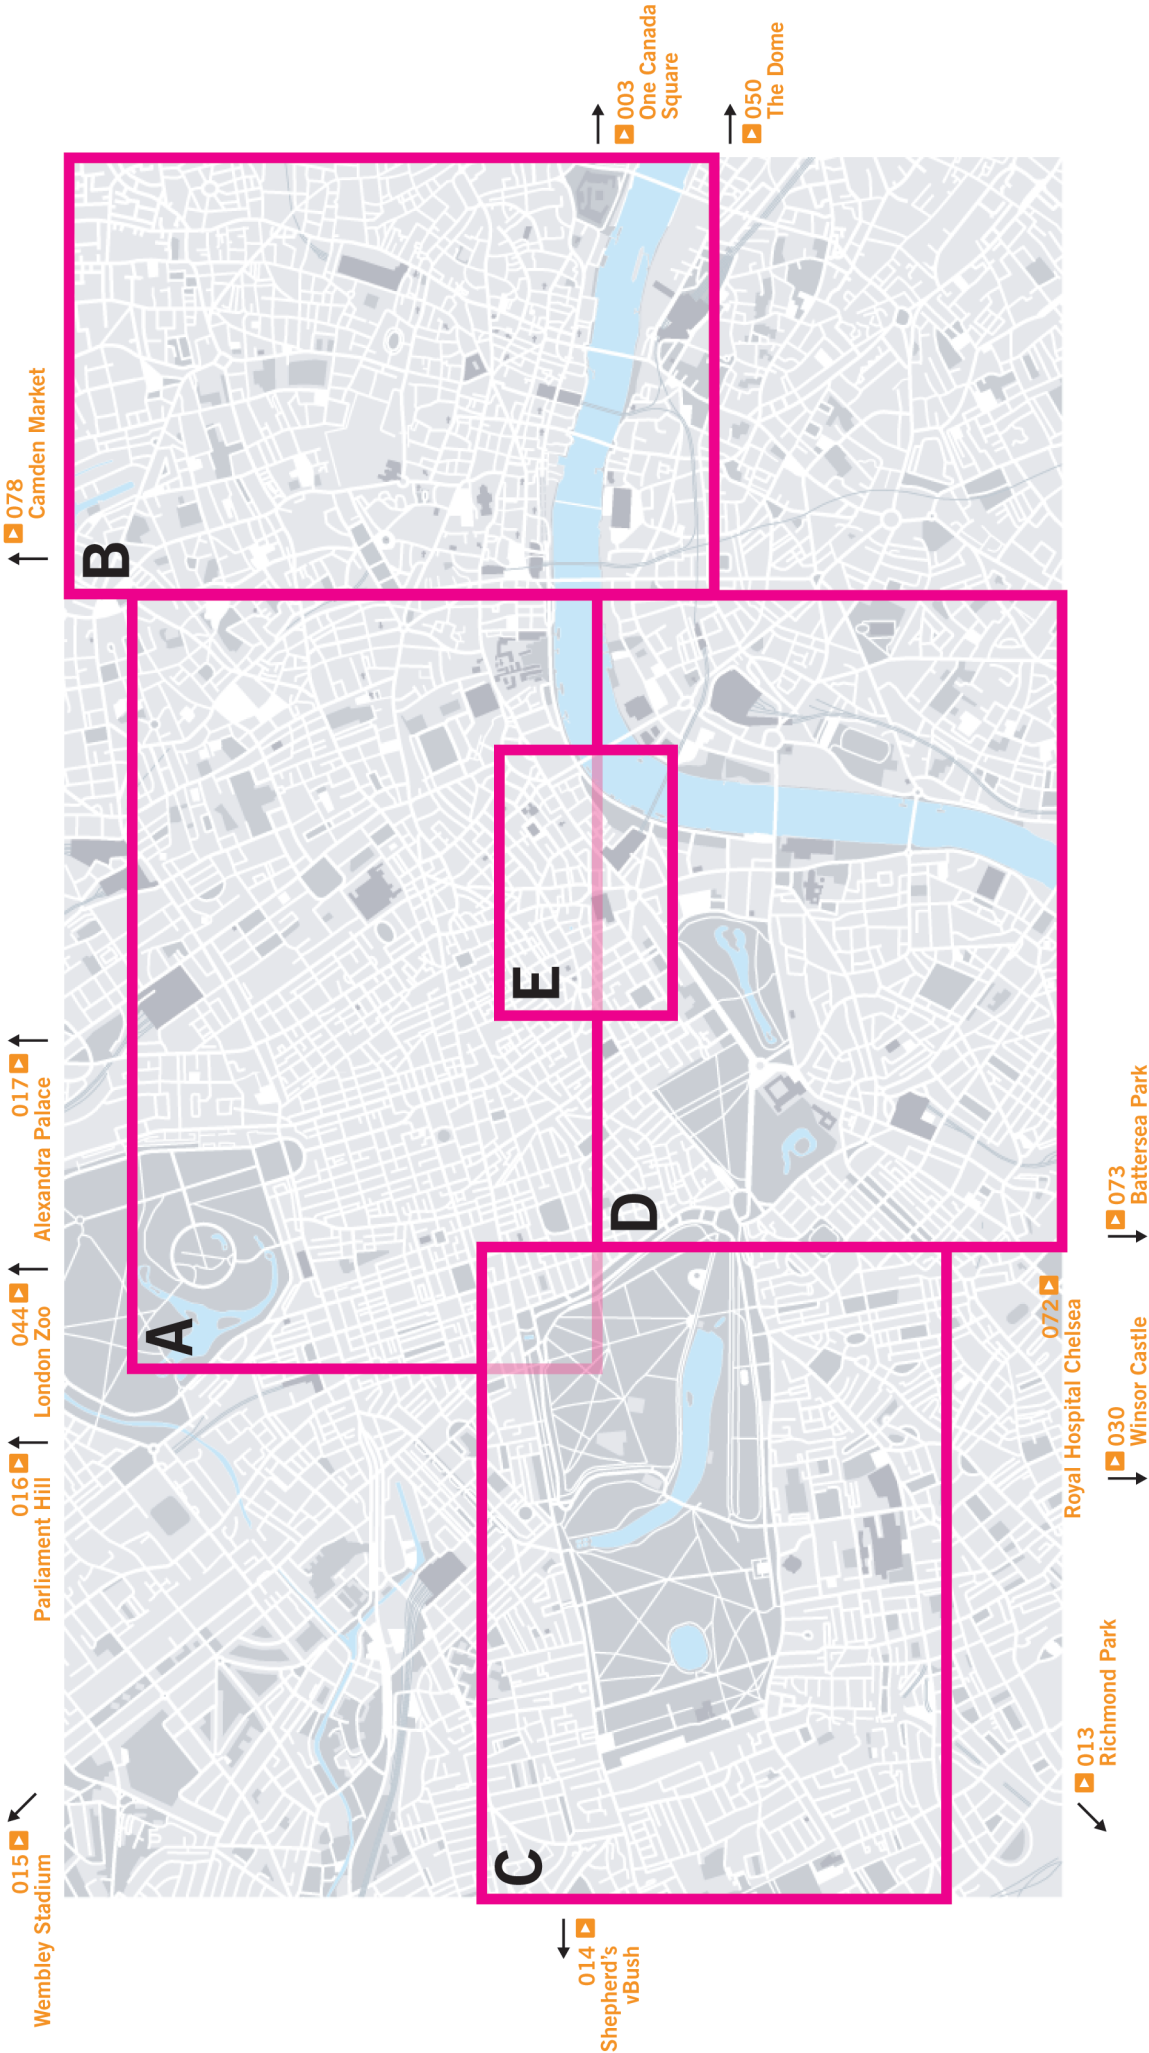 015
Wembley Stadium
016
Parliament Hill
044
London Zoo
017
Alexandra Palace
078
Camden Market
A
B
C
D
E
003
One Canada
Square
050
The Dome
014
Shepherd's
vBush
013
Richmond Park
030
Winsor Castle
072
Royal Hospital Chelsea
073
Battersea Park